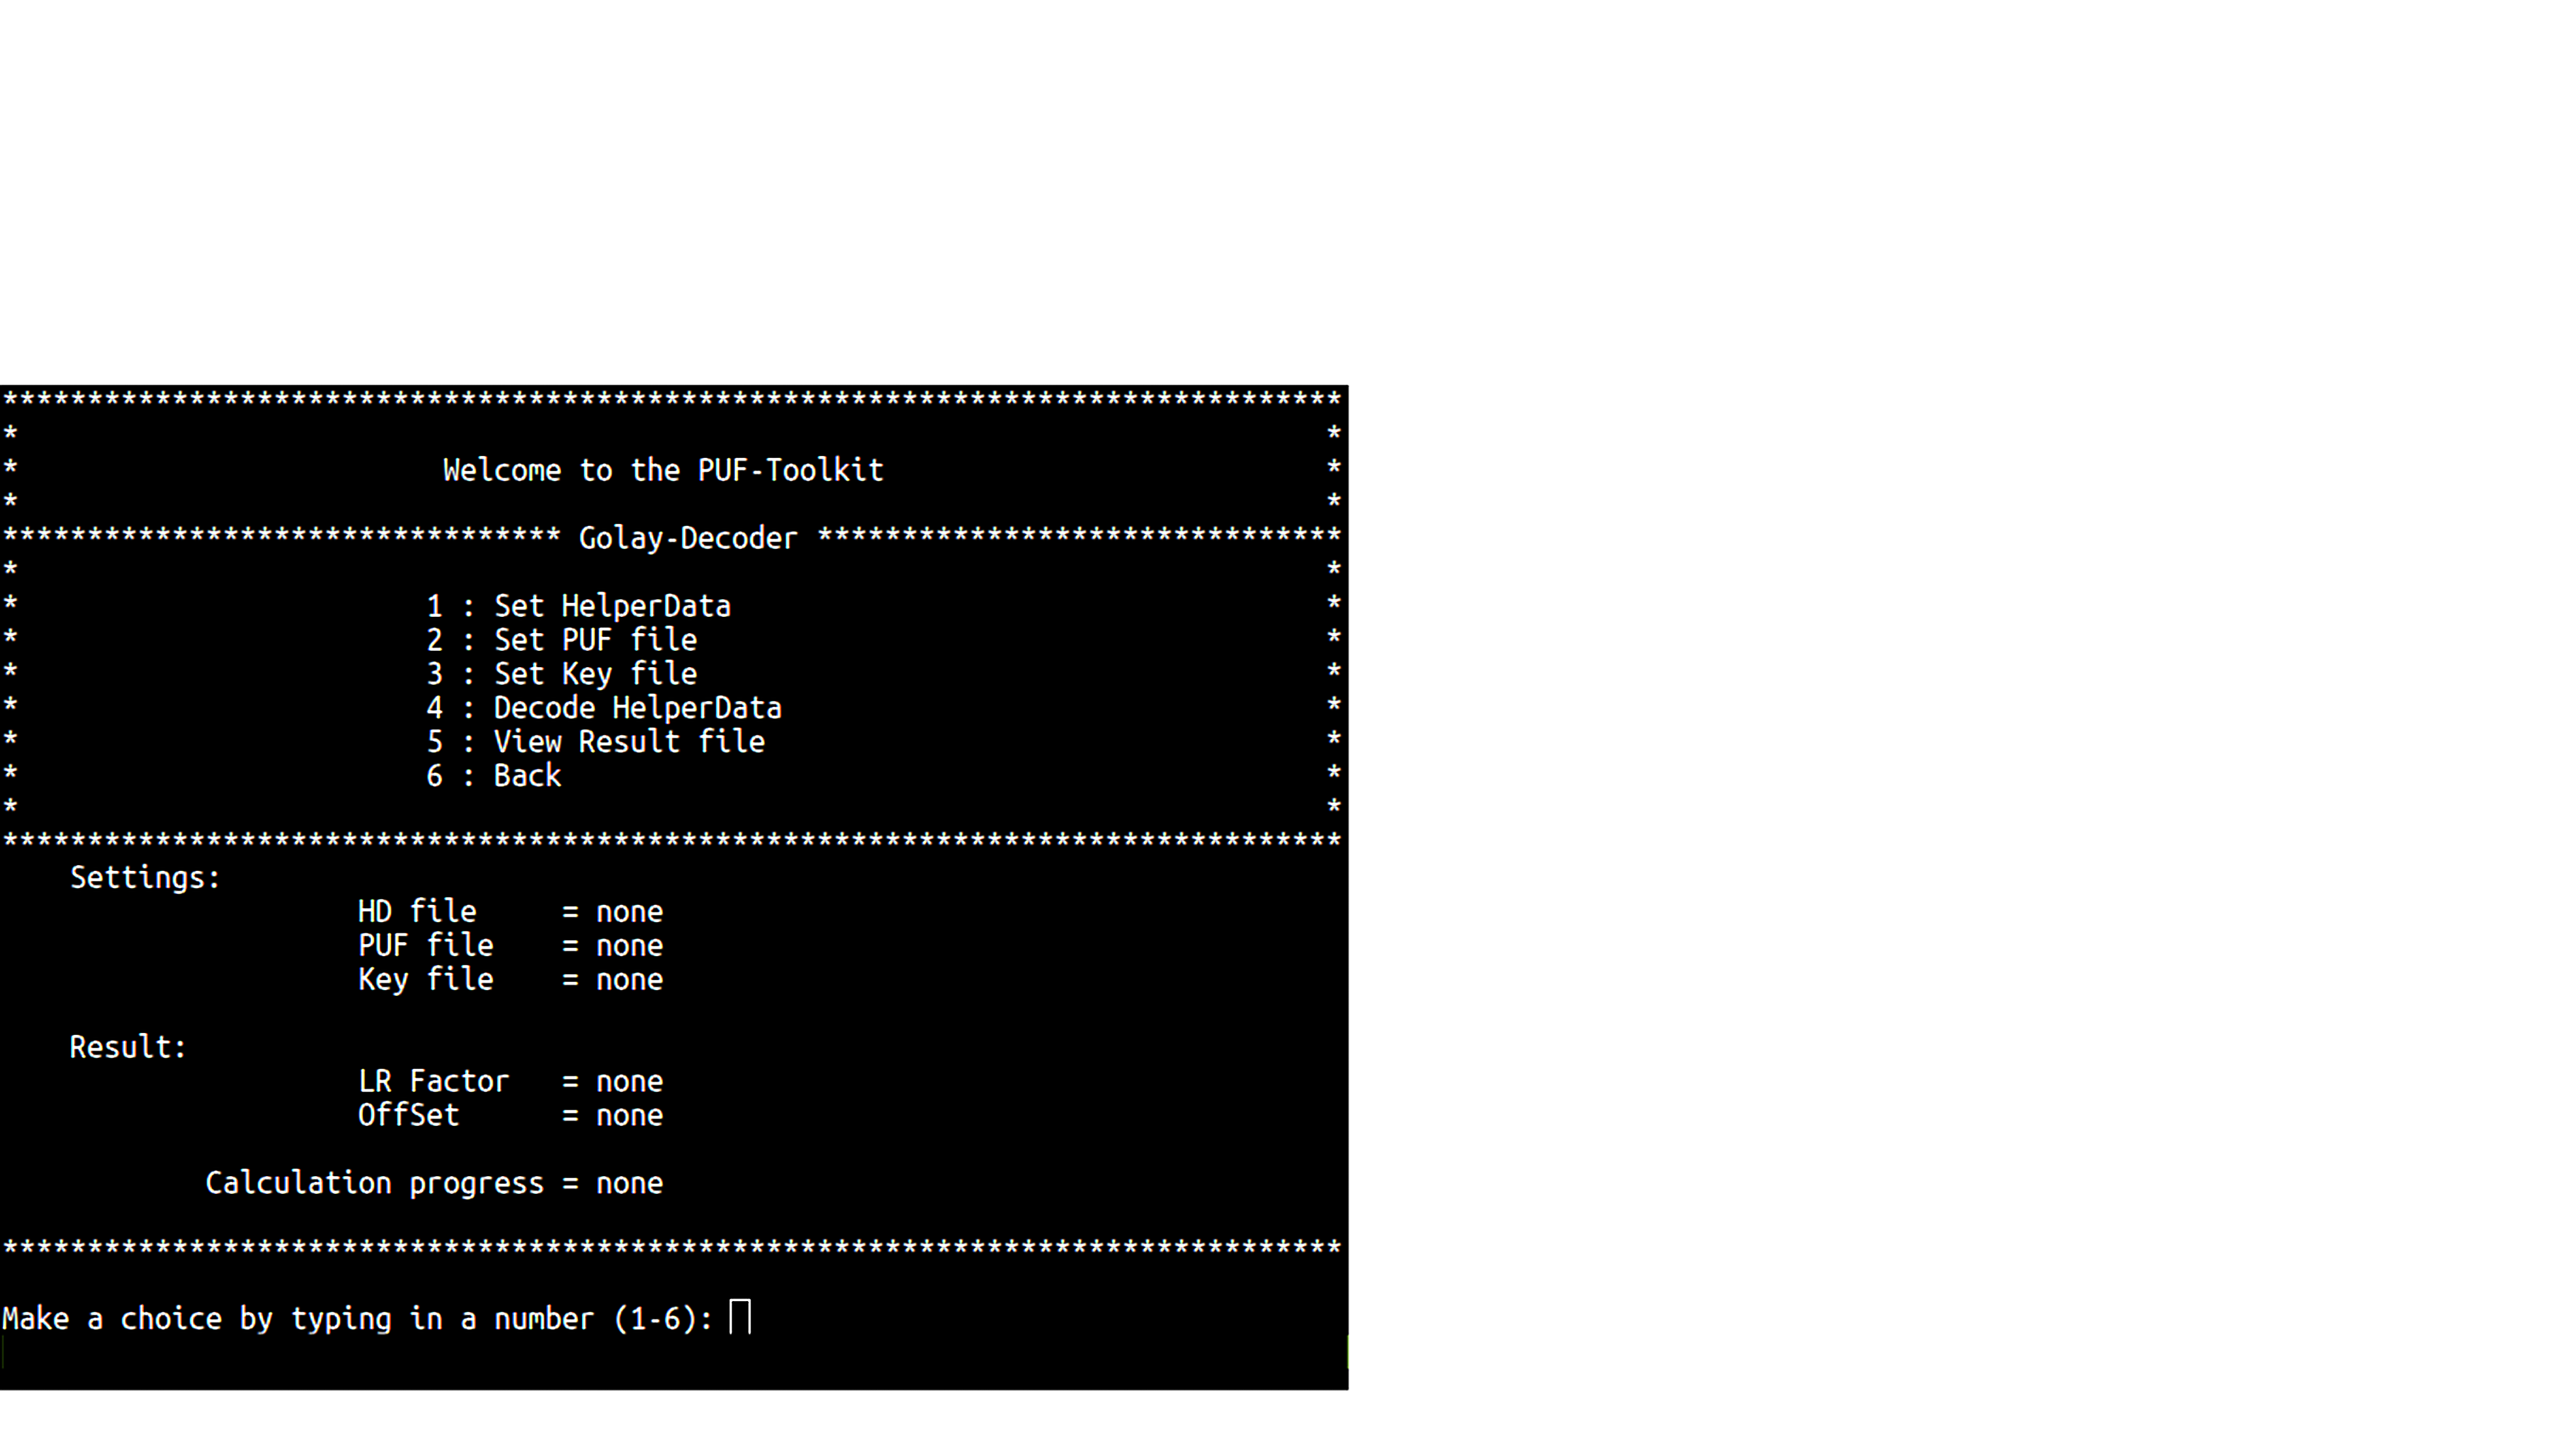 *******************************************************************************
* *
* Welcome to the PUF-Toolkit *
* *
********************************* Golay-Decoder *******************************
* *
* 1 : Set HelperData *
* 2 : Set PUF file *
* 3 : Set Key file *
* 4 : Decode HelperData *
* 5 : View Result file *
* 6 : Back *
* *
*******************************************************************************
Settings:
HD file = none
PUF file = none
Key file = none
Result:
LR Factor = none
OffSet = none
Calculation progress = none
*******************************************************************************
Make a choice by typing in a number (1-6):